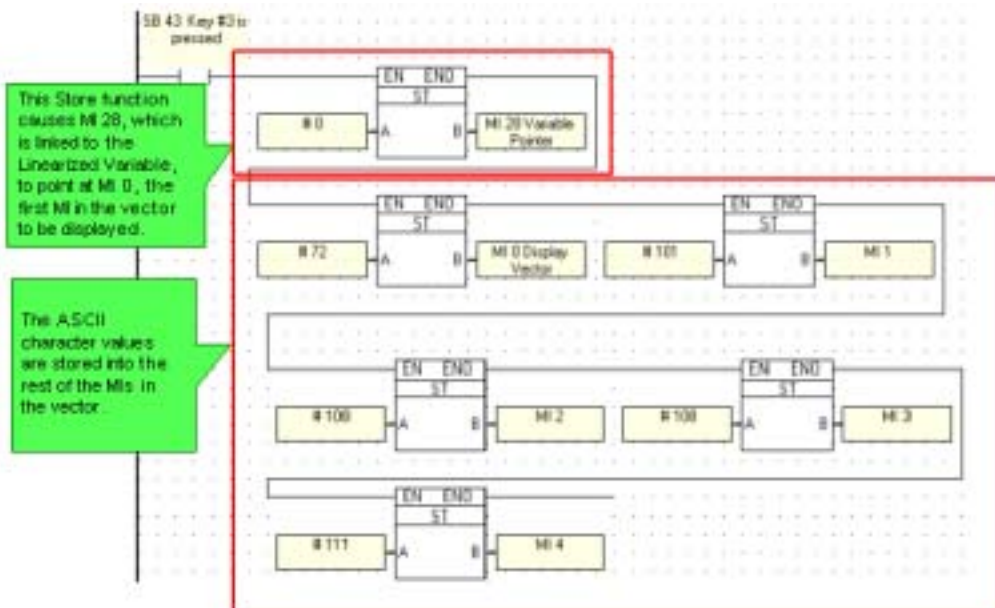 SB 43 Key #3 is
pressed
EN ENO
ST
# 0
A
B
MI 28 Variable
Pointer
This Store function
causes MI 28, which
is linked to the
Linearized Variable,
to point at MI 0, the
first MI in the vector
to be displayed.
EN ENO
ST
# 72
A
B
MI 0 Display
Vector
EN ENO
ST
# 101
A
B
MI 1
The ASCII
character values
are stored into the
rest of the MIs in
the vector.
EN ENO
ST
# 108
A
B
MI 2
EN ENO
ST
# 108
A
B
MI 3
EN ENO
ST
# 111
A
B
MI 4